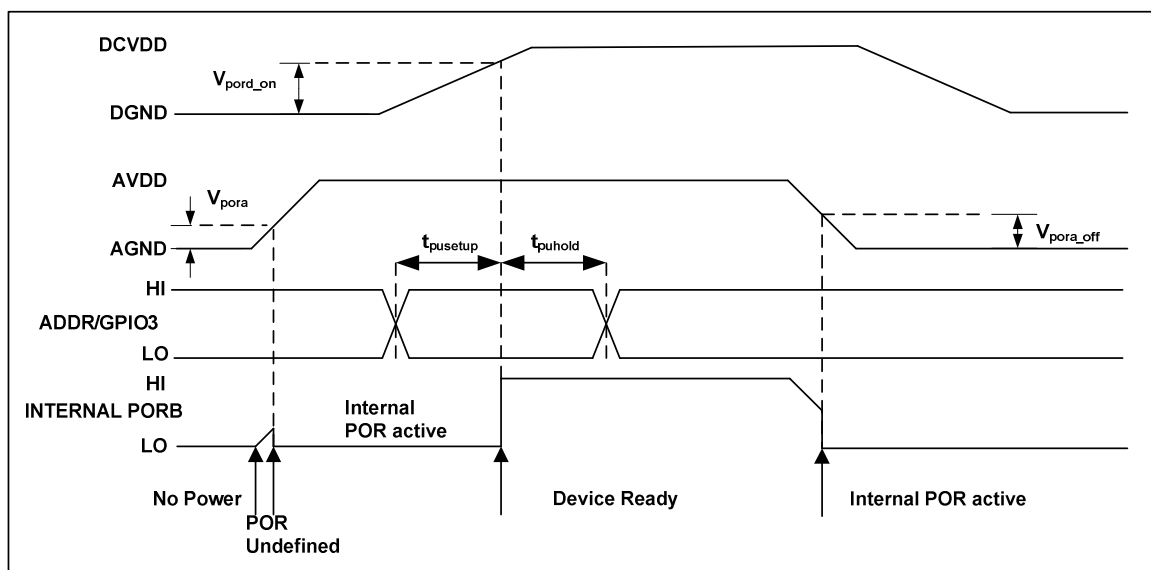 DCVDD
Vpord_on
DGND
AVDD
Vpora
AGND
Vpora_off
tpusetup
tpuhold
HI
ADDR/GPIO3
LO
HI
INTERNAL PORB
Internal
POR active
LO
No Power
POR
Undefined
Device Ready
Internal POR active